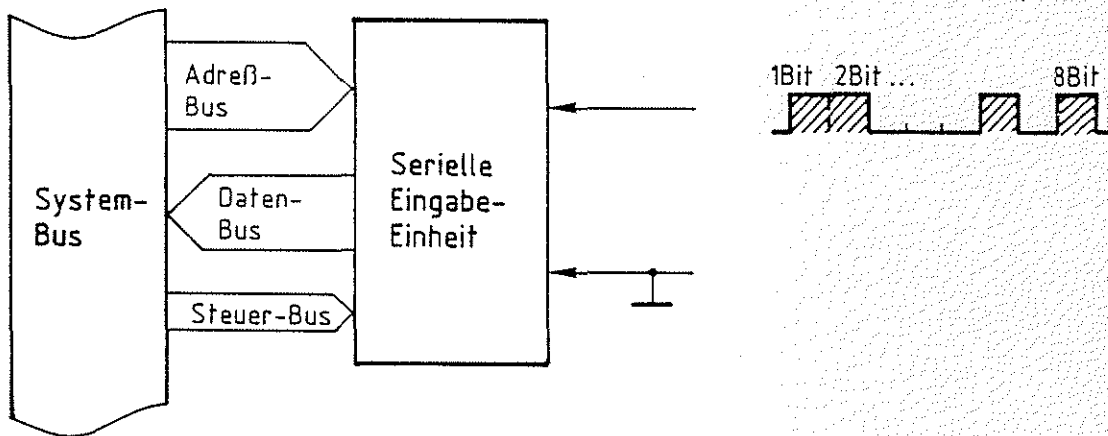 System-
Bus
Adreß-
Bus
Daten-
Bus
Steuer-Bus
Serielle
Eingabe-
Einheit
1Bit 2Bit ... 8Bit